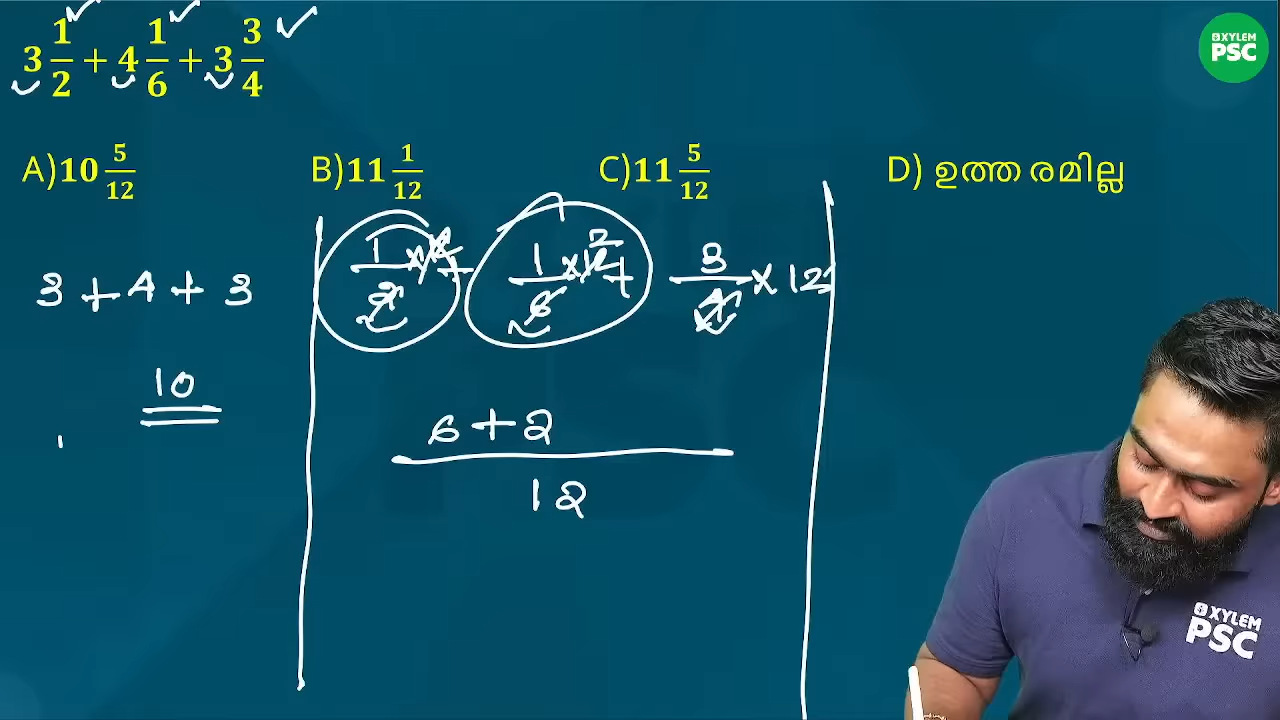 3 1/2 + 4 1/6 + 3 3/4
XYLEM
PSC
A)10 5/12 B)11 1/12 C)11 5/12 D) ഉത്തരമില്ല
3 + 4 + 3
1/2 × 12 + 1/6 × 12 2 + 3/4 × 12
10
6+2
12
XYLEM
PSC